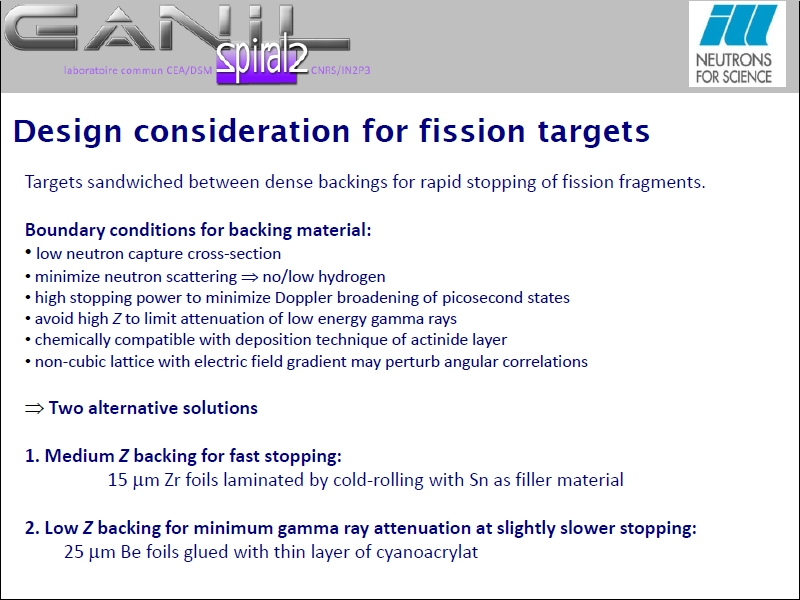 GANIL
spiral2
laboratoire commun CEA/DSM CNRS/IN2P3
ill
NEUTRONS
FOR SCIENCE
Design consideration for fission targets
Targets sandwiched between dense backings for rapid stopping of fission fragments.
Boundary conditions for backing material:
• low neutron capture cross-section
• minimize neutron scattering ⇒ no/low hydrogen
• high stopping power to minimize Doppler broadening of picosecond states
• avoid high Z to limit attenuation of low energy gamma rays
• chemically compatible with deposition technique of actinide layer
• non-cubic lattice with electric field gradient may perturb angular correlations
⇒ Two alternative solutions
1. Medium Z backing for fast stopping:
15 µm Zr foils laminated by cold-rolling with Sn as filler material
2. Low Z backing for minimum gamma ray attenuation at slightly slower stopping:
25 µm Be foils glued with thin layer of cyanoacrylat